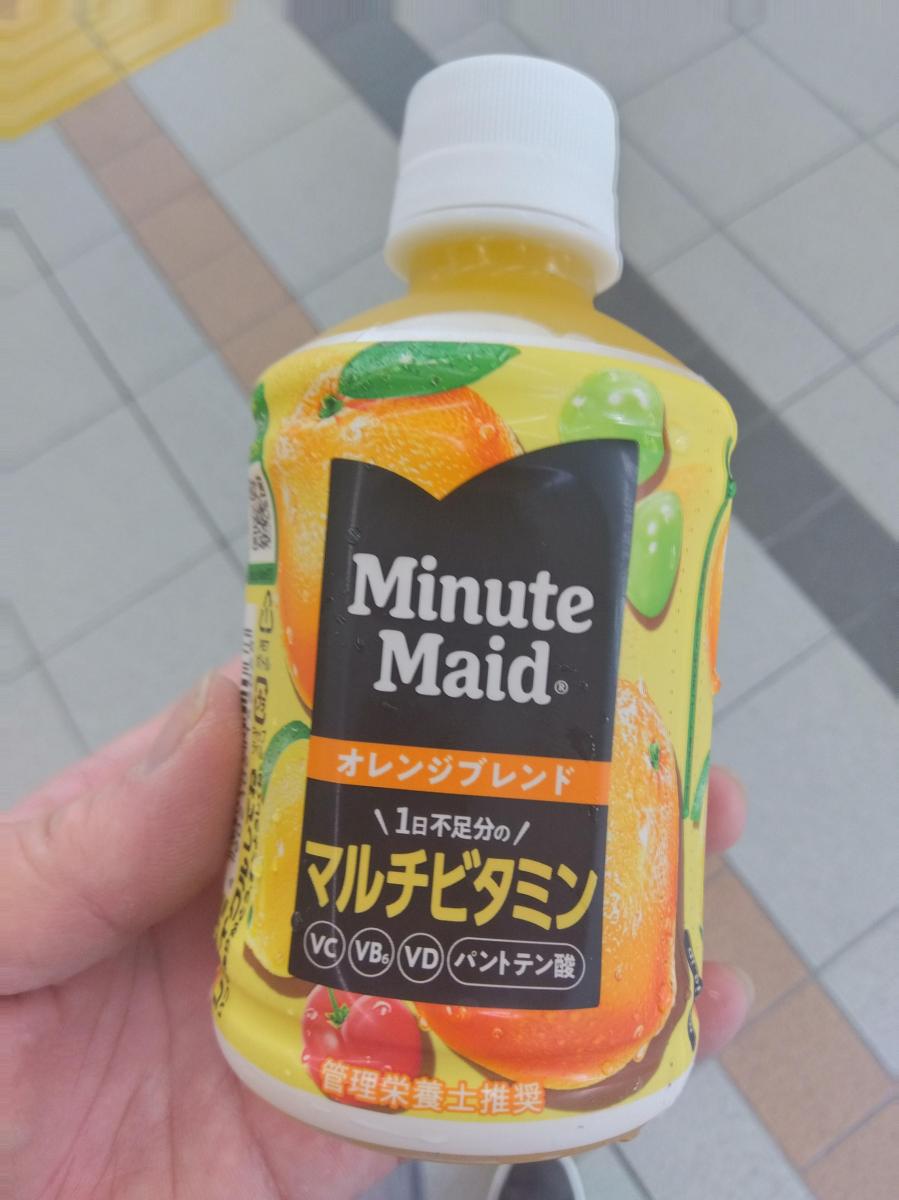 Minute
Maid®
オレンジブレンド
\ 1日不足分の /
マルチビタミン
VC VB6 VD パントテン酸
管理栄養士推奨